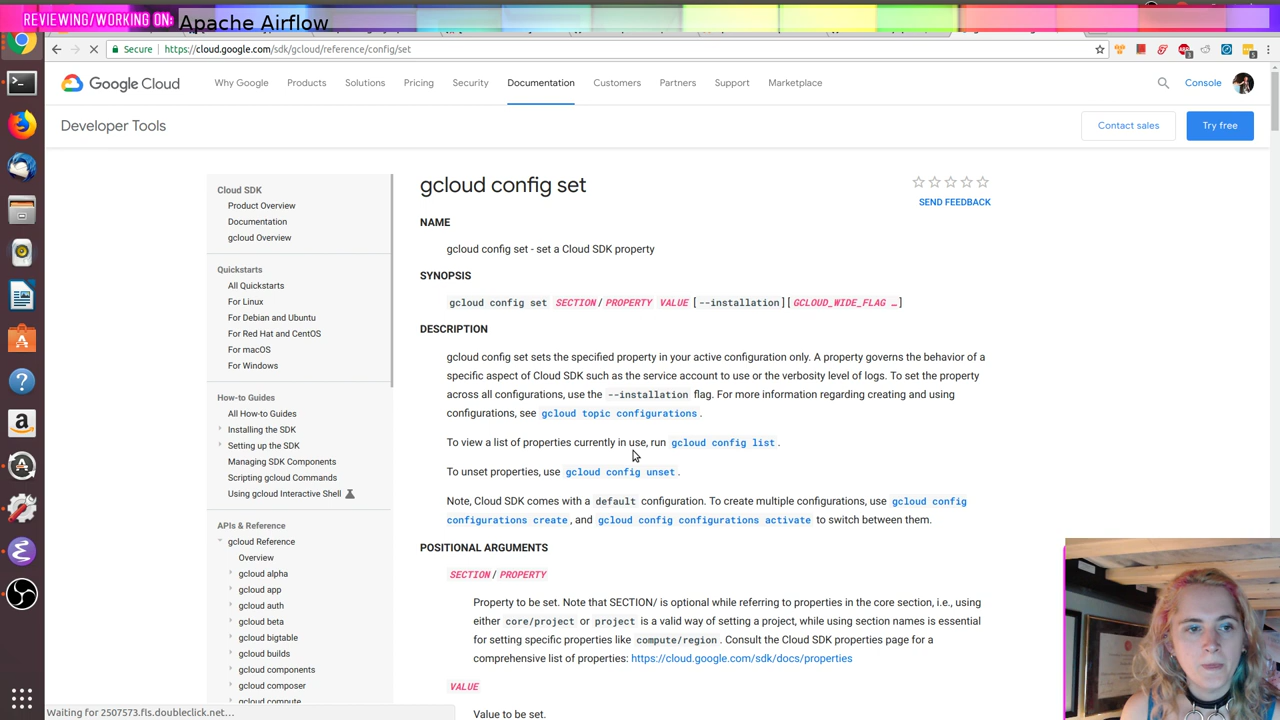 REVIEWING/WORKING ON: Apache Airflow
Secure https://cloud.google.com/sdk/gcloud/reference/config/set
Google Cloud Why Google Products Solutions Pricing Security Documentation Customers Partners Support Marketplace Console
Developer Tools Contact sales Try free
Cloud SDK
Product Overview
Documentation
gcloud Overview
Quickstarts
All Quickstarts
For Linux
For Debian and Ubuntu
For Red Hat and CentOS
For macOS
For Windows
How-to Guides
All How-to Guides
Installing the SDK
Setting up the SDK
Managing SDK Components
Scripting gcloud Commands
Using gcloud Interactive Shell
APIs & Reference
gcloud Reference
Overview
gcloud alpha
gcloud app
gcloud auth
gcloud beta
gcloud bigtable
gcloud builds
gcloud components
gcloud composer
gcloud compute
gcloud config set
SEND FEEDBACK
NAME
gcloud config set - set a Cloud SDK property
SYNOPSIS
gcloud config set SECTION/PROPERTY VALUE [--installation][GCLOUD_WIDE_FLAG …]
DESCRIPTION
gcloud config set sets the specified property in your active configuration only. A property governs the behavior of a
specific aspect of Cloud SDK such as the service account to use or the verbosity level of logs. To set the property
across all configurations, use the --installation flag. For more information regarding creating and using
configurations, see gcloud topic configurations.
To view a list of properties currently in use, run gcloud config list.
To unset properties, use gcloud config unset.
Note, Cloud SDK comes with a default configuration. To create multiple configurations, use gcloud config
configurations create, and gcloud config configurations activate to switch between them.
POSITIONAL ARGUMENTS
SECTION/PROPERTY
Property to be set. Note that SECTION/ is optional while referring to properties in the core section, i.e., using
either core/project or project is a valid way of setting a project, while using section names is essential
for setting specific properties like compute/region. Consult the Cloud SDK properties page for a
comprehensive list of properties: https://cloud.google.com/sdk/docs/properties
VALUE
Value to be set.
Waiting for 2507573.fls.doubleclick.net…